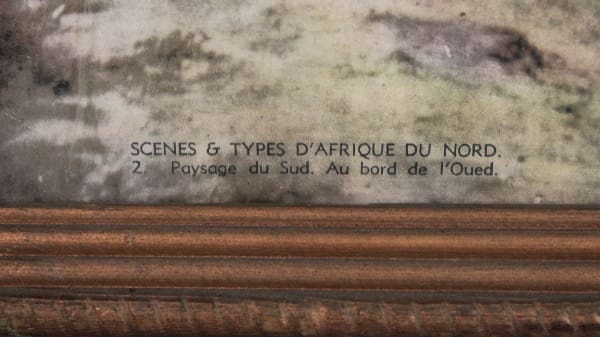 SCENES & TYPES D'AFRIQUE DU NORD.
2. Paysage du Sud. Au bord de l'Oued.